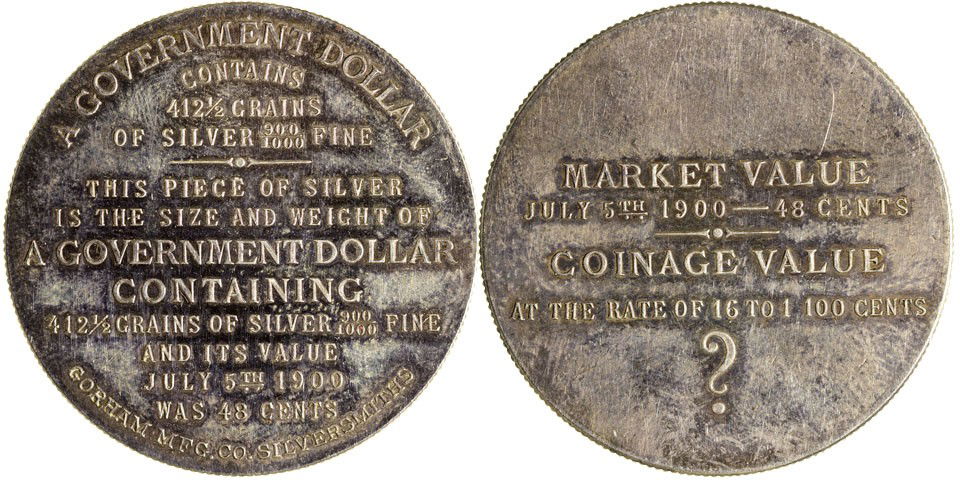 A GOVERNMENT DOLLAR
CONTAINS
412½ GRAINS
OF SILVER 900/1000 FINE
THIS PIECE OF SILVER
IS THE SIZE AND WEIGHT OF
A GOVERNMENT DOLLAR
CONTAINING
412½ GRAINS OF SILVER 900/1000 FINE
AND ITS VALUE
JULY 5TH 1900
WAS 48 CENTS
GORHAM MFG. CO. SILVERSMITHS
MARKET VALUE
JULY 5TH 1900 — 48 CENTS
COINAGE VALUE
AT THE RATE OF 16 TO 1 100 CENTS
?